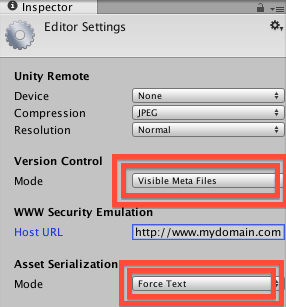 Inspector
Editor Settings
Unity Remote
Device None
Compression JPEG
Resolution Normal
Version Control
Mode Visible Meta Files
WWW Security Emulation
Host URL http://www.mydomain.com
Asset Serialization
Mode Force Text